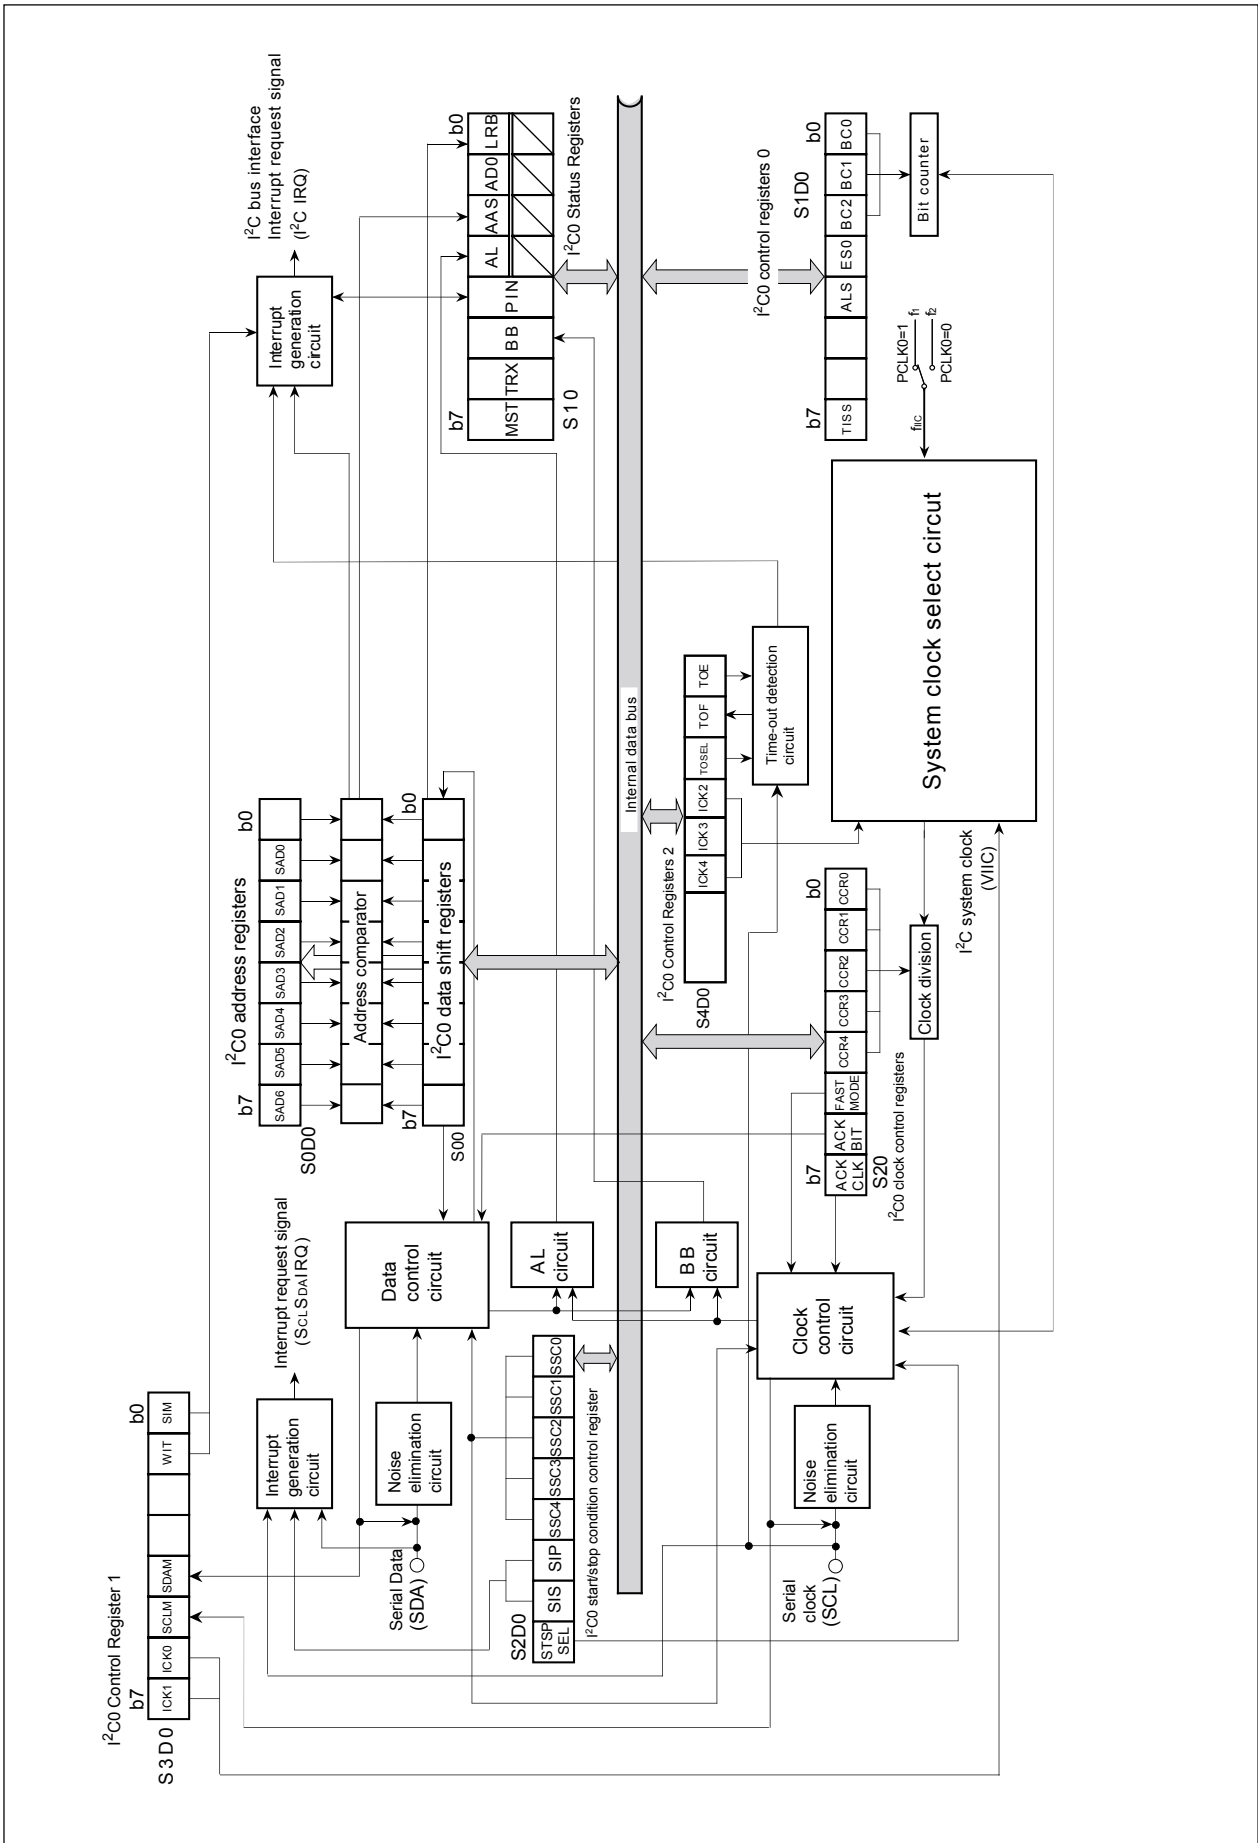 I²C0 Control Register 1
b7
b0
ICK1
ICK0
SCLM
SDAM
WIT
SIM
S3D0
Interrupt
generation
circuit
Interrupt request signal
(SCLSDAIRQ)
I²C0 address registers
b7
b0
SAD6
SAD5
SAD4
SAD3
SAD2
SAD1
SAD0
S0D0
Address comparator
b7
b0
I²C0 data shift registers
S00
Interrupt
generation
circuit
I²C bus interface
Interrupt request signal
(I²C IRQ)
Serial Data
(SDA)
Noise
elimination
circuit
Data
control
circuit
AL
circuit
b7
b0
MST
TRX
BB
PIN
AL
AAS
AD0
LRB
S10
I²C0 Status Registers
S2D0
STSP
SEL
SIS
SIP
SSC4
SSC3
SSC2
SSC1
SSC0
I²C0 start/stop condition control register
Internal data bus
BB
circuit
I²C0 Control Registers 2
S4D0
ICK4
ICK3
ICK2
TOSEL
TOF
TOE
Time-out detection
circuit
I²C0 control registers 0
S1D0
b7
b0
TISS
ALS
ES0
BC2
BC1
BC0
Bit counter
Serial
clock
(SCL)
Noise
elimination
circuit
Clock
control
circuit
b7
b0
ACK
CLK
ACK
BIT
FAST
MODE
CCR4
CCR3
CCR2
CCR1
CCR0
S20
I²C0 clock control registers
Clock division
I²C system clock
(VIIC)
System clock select circut
fIIC
PCLK0=1
f1
f2
PCLK0=0